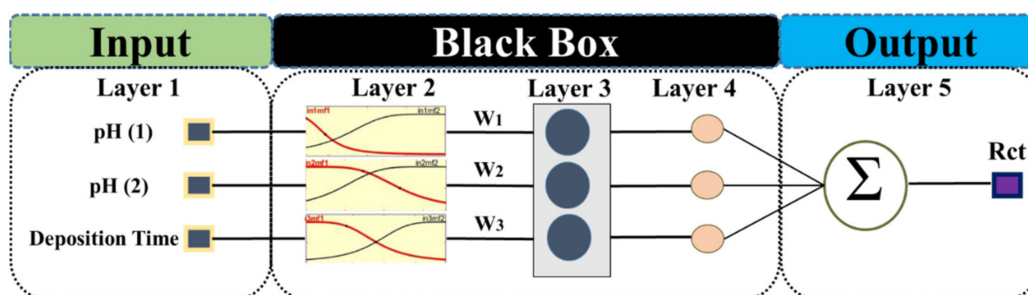 Input
Black Box
Output
Layer 1
Layer 2
Layer 3
Layer 4
Layer 5
pH (1)
in1mf1
in1mf2
W1
pH (2)
in2mf1
in2mf2
W2
Deposition Time
in3mf2
W3
Σ
Rct